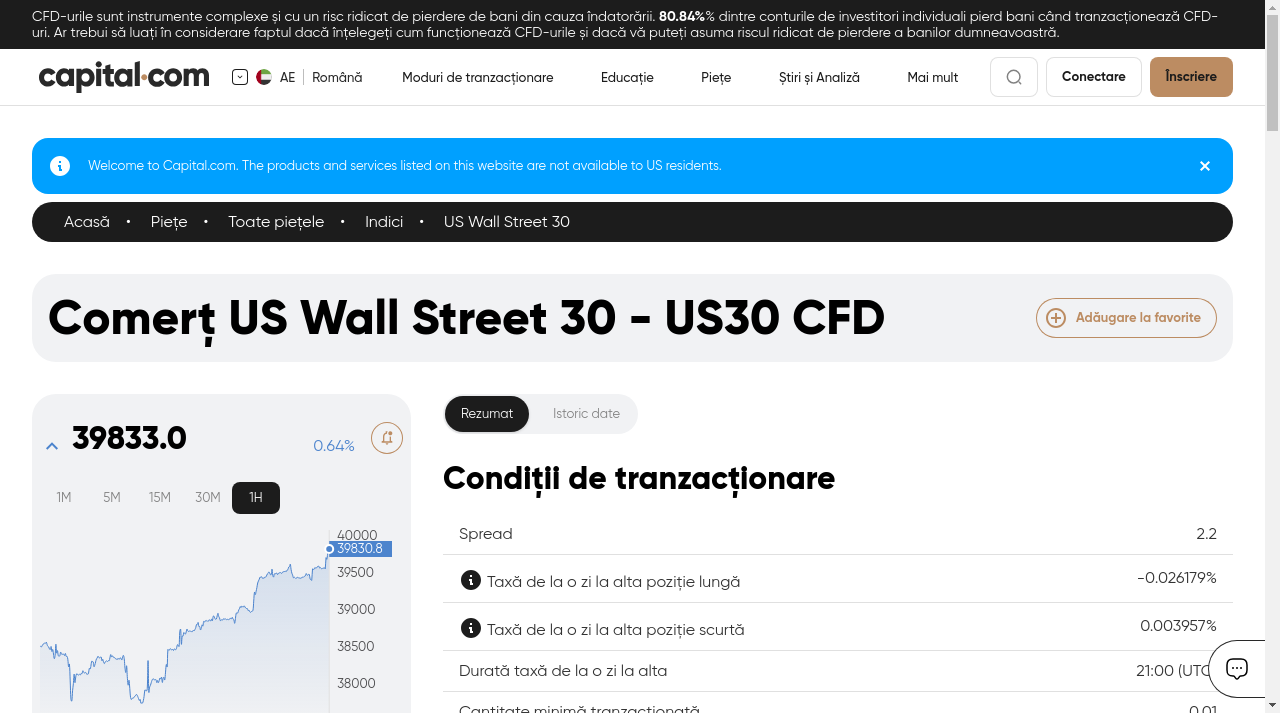 CFD-urile sunt instrumente complexe și cu un risc ridicat de pierdere de bani din cauza îndatorării. 80.84%% dintre conturile de investitori individuali pierd bani când tranzacționează CFD-
uri. Ar trebui să luați în considerare faptul dacă înțelegeți cum funcționează CFD-urile și dacă vă puteți asuma riscul ridicat de pierdere a banilor dumneavoastră.
capital.com AE Română Moduri de tranzacționare Educație Piețe Știri și Analiză Mai mult Conectare Înscriere
Welcome to Capital.com. The products and services listed on this website are not available to US residents.
Acasă • Piețe • Toate piețele • Indici • US Wall Street 30
Comerț US Wall Street 30 - US30 CFD
Adăugare la favorite
39833.0 0.64%
1M 5M 15M 30M 1H
40000
39830.8
39500
39000
38500
38000
Rezumat Istoric date
Condiții de tranzacționare
Spread 2.2
Taxă de la o zi la alta poziție lungă -0.026179%
Taxă de la o zi la alta poziție scurtă 0.003957%
Durată taxă de la o zi la alta 21:00 (UTC
Cantitate minimă tranzacționată 0.01